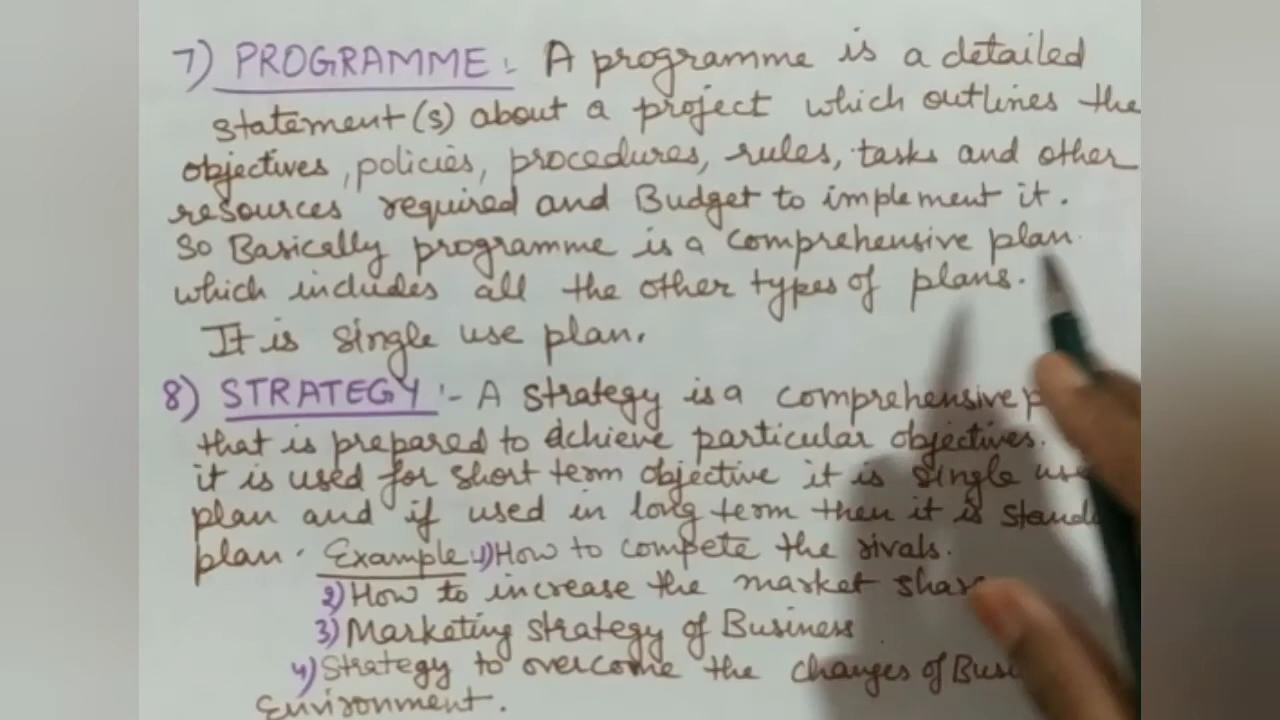 7) PROGRAMME :- A programme is a detailed
statement(s) about a project which outlines the
objectives, policies, procedures, rules, tasks and other
resources required and Budget to implement it.
So Basically programme is a comprehensive plan
which includes all the other types of plans.
It is single use plan.
8) STRATEGY :- A strategy is a comprehensive
that is prepared to achieve particular objectives.
it is used for short term objective it is single use
plan and if used in long term then it is
plan. Example 1) How to compete the rivals.
2) How to increase the market
3) Marketing strategy of Business
4) Strategy to overcome the changes of
Environment.